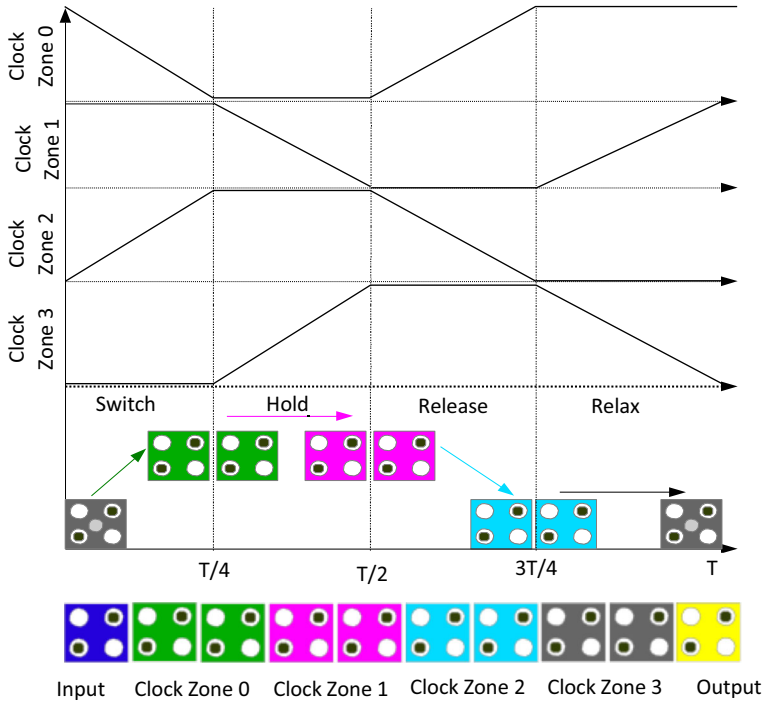 Clock
Zone 0
Clock
Zone 1
Clock
Zone 2
Clock
Zone 3
Switch Hold Release Relax
T/4 T/2 3T/4 T
Input Clock Zone 0 Clock Zone 1 Clock Zone 2 Clock Zone 3 Output